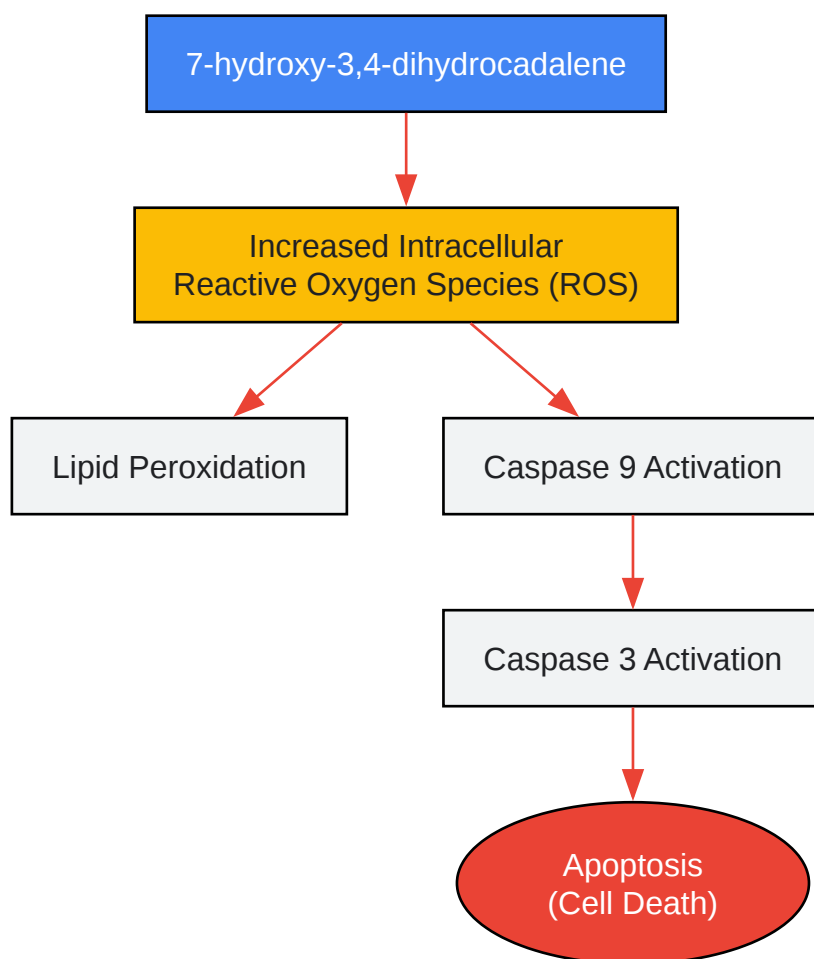 7-hydroxy-3,4-dihydrocadalene
Increased Intracellular
Reactive Oxygen Species (ROS)
Lipid Peroxidation
Caspase 9 Activation
Caspase 3 Activation
Apoptosis
(Cell Death)